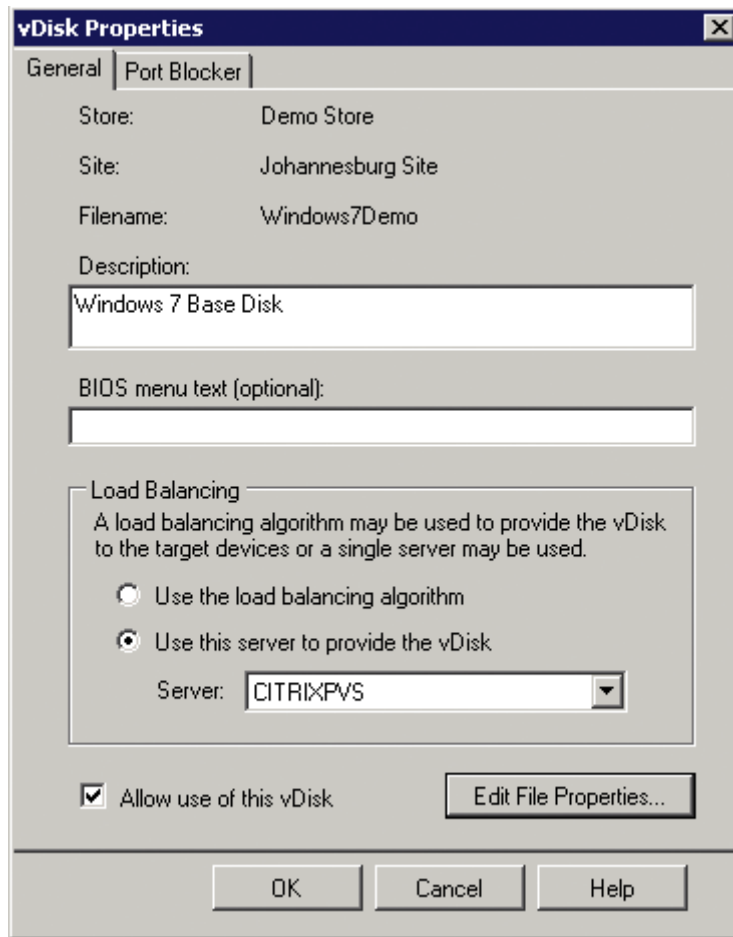 vDisk Properties
General Port Blocker
Store: Demo Store
Site: Johannesburg Site
Filename: Windows7Demo
Description:
Windows 7 Base Disk
BIOS menu text (optional):
Load Balancing
A load balancing algorithm may be used to provide the vDisk
to the target devices or a single server may be used.
Use the load balancing algorithm
Use this server to provide the vDisk
Server: CITRIXPVS
Allow use of this vDisk Edit File Properties...
OK Cancel Help